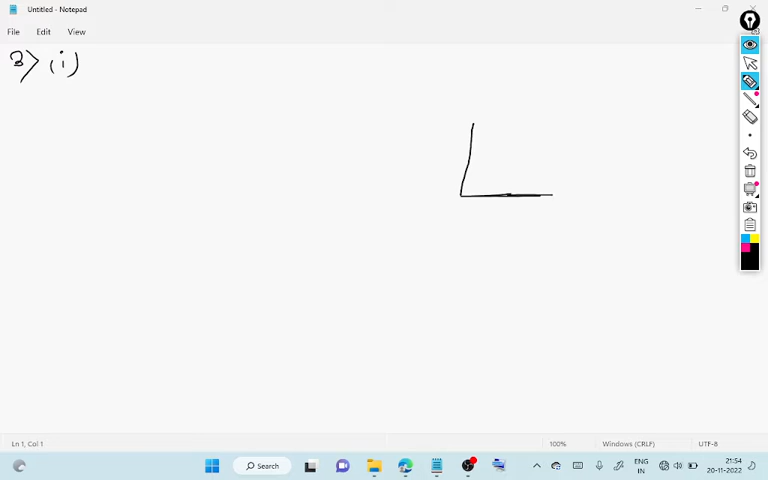 Untitled - Notepad
File Edit View
3) (i)
Ln 1, Col 1 100% Windows (CRLF) UTF-8
Search ENG IN 21:54 20-11-2022